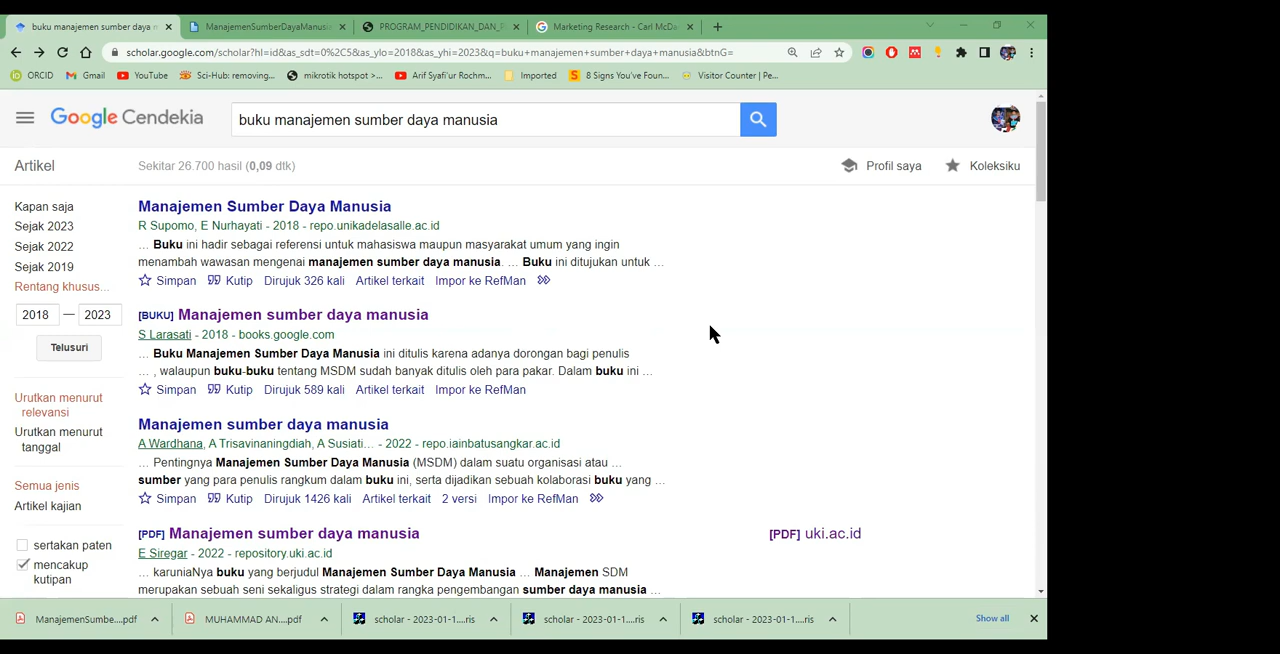 buku manajemen sumber daya m
ManajemenSumberDayaManusi
PROGRAM_PENDIDIKAN_DAN_P
Marketing Research - Carl McDa
scholar.google.com/scholar?hl=id&as_sdt=0%2C5&as_ylo=2018&as_yhi=2023&q=buku+manajemen+sumber+daya+manusia&btnG=
ORCID
Gmail
YouTube
Sci-Hub: removing...
mikrotik hotspot >...
Arif Syafi'ur Rochm...
Imported
8 Signs You've Foun...
Visitor Counter | Pe...
Google Cendekia
buku manajemen sumber daya manusia
Artikel
Sekitar 26.700 hasil (0,09 dtk)
Profil saya
Koleksiku
Kapan saja
Sejak 2023
Sejak 2022
Sejak 2019
Rentang khusus...
2018 — 2023
Telusuri
Urutkan menurut
relevansi
Urutkan menurut
tanggal
Semua jenis
Artikel kajian
sertakan paten
mencakup
kutipan
Manajemen Sumber Daya Manusia
R Supomo, E Nurhayati - 2018 - repo.unikadelasalle.ac.id
... Buku ini hadir sebagai referensi untuk mahasiswa maupun masyarakat umum yang ingin
menambah wawasan mengenai manajemen sumber daya manusia. ... Buku ini ditujukan untuk ...
Simpan Kutip Dirujuk 326 kali Artikel terkait Impor ke RefMan
[BUKU] Manajemen sumber daya manusia
S Larasati - 2018 - books.google.com
... Buku Manajemen Sumber Daya Manusia ini ditulis karena adanya dorongan bagi penulis
... , walaupun buku-buku tentang MSDM sudah banyak ditulis oleh para pakar. Dalam buku ini ...
Simpan Kutip Dirujuk 589 kali Artikel terkait Impor ke RefMan
Manajemen sumber daya manusia
A Wardhana, A Trisavinaningdiah, A Susiati... - 2022 - repo.iainbatusangkar.ac.id
... Pentingnya Manajemen Sumber Daya Manusia (MSDM) dalam suatu organisasi atau ...
sumber yang para penulis rangkum dalam buku ini, serta dijadikan sebuah kolaborasi buku yang ...
Simpan Kutip Dirujuk 1426 kali Artikel terkait 2 versi Impor ke RefMan
[PDF] Manajemen sumber daya manusia
[PDF] uki.ac.id
E Siregar - 2022 - repository.uki.ac.id
... karuniaNya buku yang berjudul Manajemen Sumber Daya Manusia ... Manajemen SDM
merupakan sebuah seni sekaligus strategi dalam rangka pengembangan sumber daya manusia ...
ManajemenSumbe....pdf
MUHAMMAD AN....pdf
scholar - 2023-01-1....ris
scholar - 2023-01-1....ris
scholar - 2023-01-1....ris
Show all